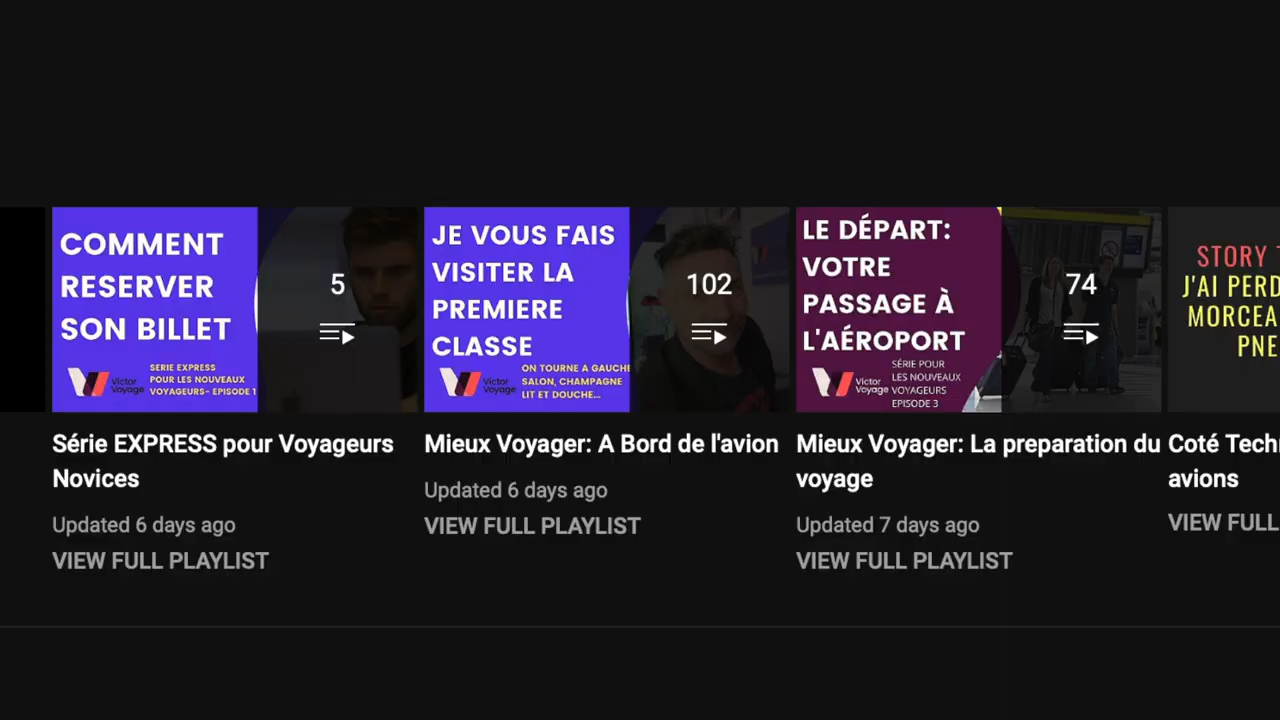 COMMENT
RESERVER
SON BILLET
Victor
Voyage
SERIE EXPRESS
POUR LES NOUVEAUX
VOYAGEURS- EPISODE 1
5
Série EXPRESS pour Voyageurs
Novices
Updated 6 days ago
VIEW FULL PLAYLIST
JE VOUS FAIS
VISITER LA
PREMIERE
CLASSE
Victor
Voyage
ON TOURNE A GAUCHE
SALON, CHAMPAGNE
LIT ET DOUCHE...
102
Mieux Voyager: A Bord de l'avion
Updated 6 days ago
VIEW FULL PLAYLIST
LE DÉPART:
VOTRE
PASSAGE À
L'AÉROPORT
Victor
Voyage
SÉRIE POUR
LES NOUVEAUX
VOYAGEURS
EPISODE 3
74
Mieux Voyager: La preparation du
voyage
Updated 7 days ago
VIEW FULL PLAYLIST
STORY
J'AI PERD
MORCEA
PNE
Coté Tech
avions
VIEW FULL